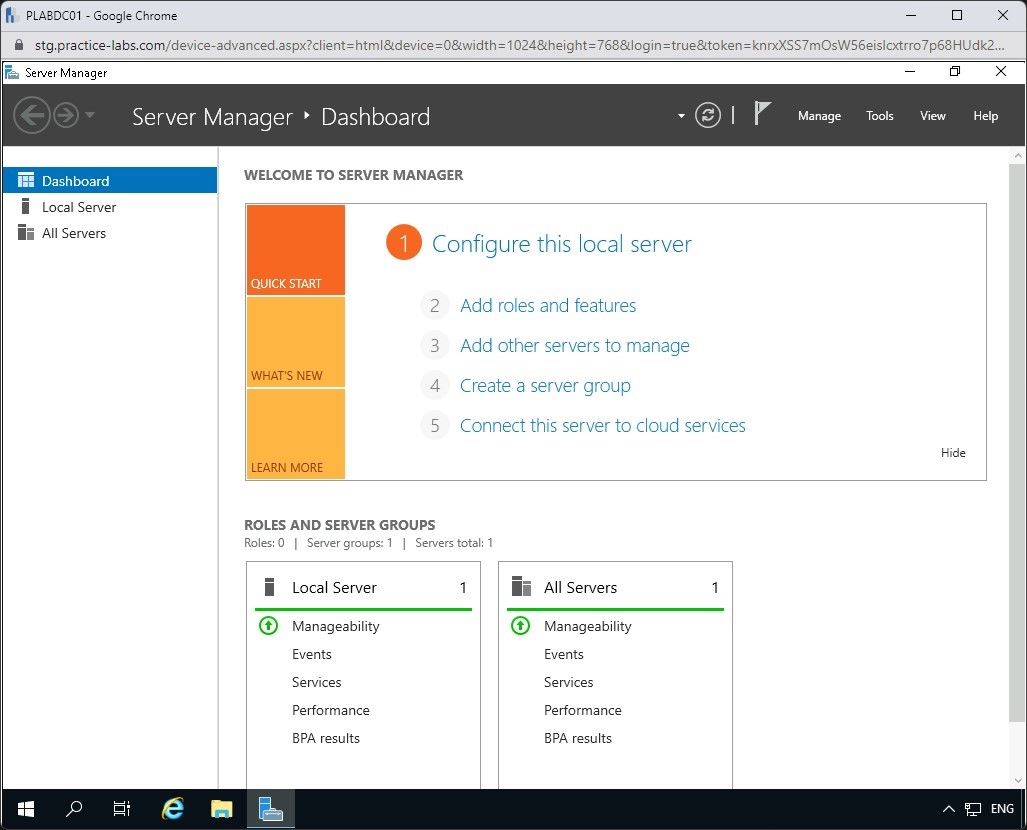 PLABDC01 - Google Chrome
stg.practice-labs.com/device-advanced.aspx?client=html&device=0&width=1024&height=768&login=true&token=knrxXSS7mOsW56eislcxtrro7p68HUdk2...
Server Manager
Server Manager
Dashboard
Manage
Tools
View
Help
Dashboard
Local Server
All Servers
WELCOME TO SERVER MANAGER
QUICK START
WHAT'S NEW
LEARN MORE
1 Configure this local server
2 Add roles and features
3 Add other servers to manage
4 Create a server group
5 Connect this server to cloud services
Hide
ROLES AND SERVER GROUPS
Roles: 0 | Server groups: 1 | Servers total: 1
Local Server 1
Manageability
Events
Services
Performance
BPA results
All Servers 1
Manageability
Events
Services
Performance
BPA results
ENG